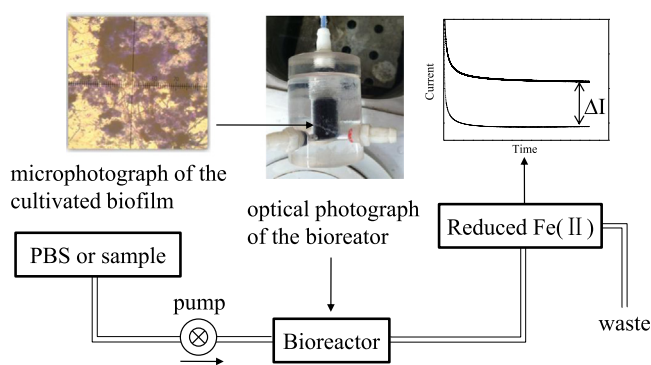 Current
ΔI
Time
microphotograph of the
cultivated biofilm
optical photograph
of the bioreator
Reduced Fe(Ⅱ)
PBS or sample
pump
Bioreactor
waste